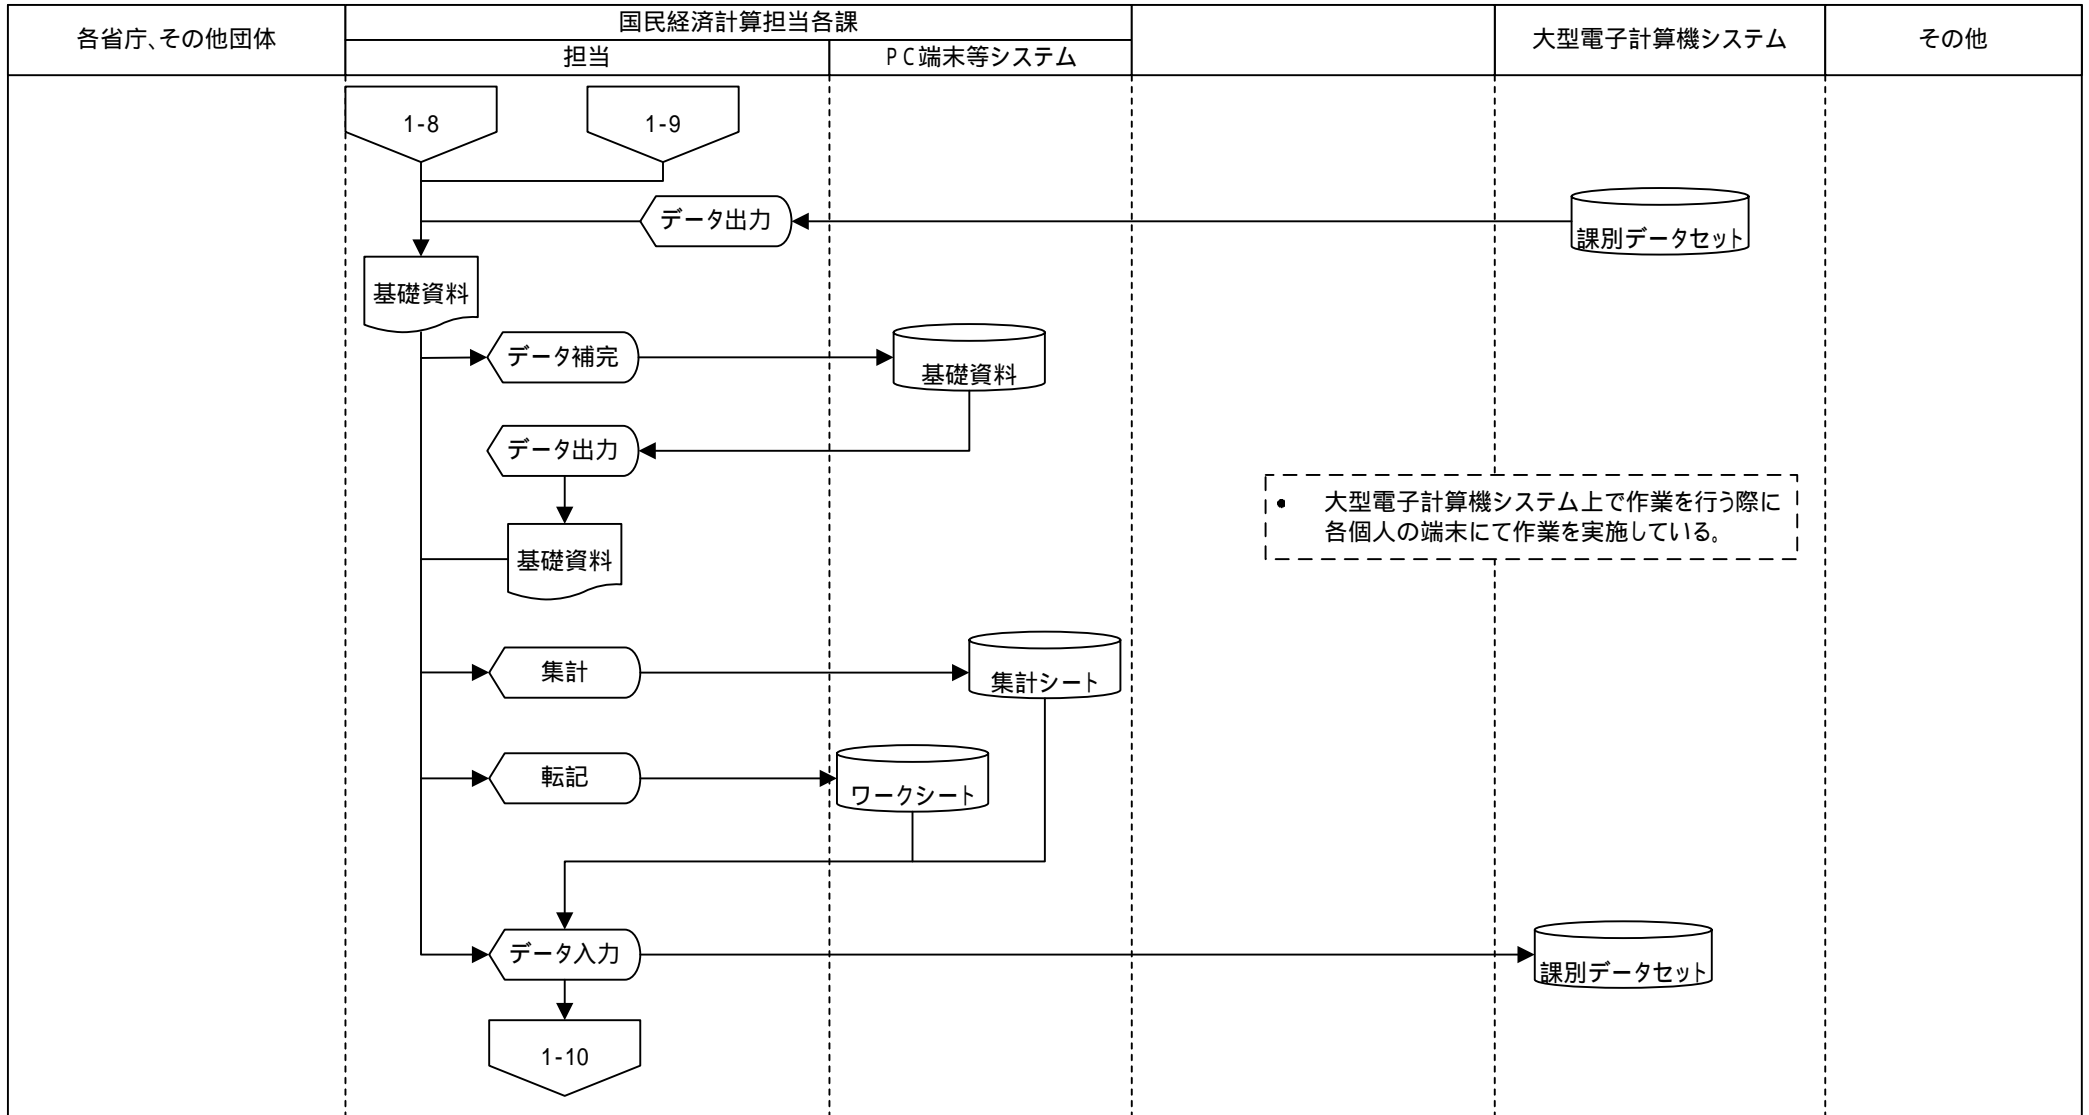 各省庁、その他団体
国民経済計算担当各課
担当
PC端末等システム
大型電子計算機システム
その他
1-8
1-9
データ出力
課別データセット
基礎資料
データ補完
基礎資料
データ出力
• 大型電子計算機システム上で作業を行う際に
各個人の端末にて作業を実施している。
基礎資料
集計
集計シート
転記
ワークシート
データ入力
課別データセット
1-10